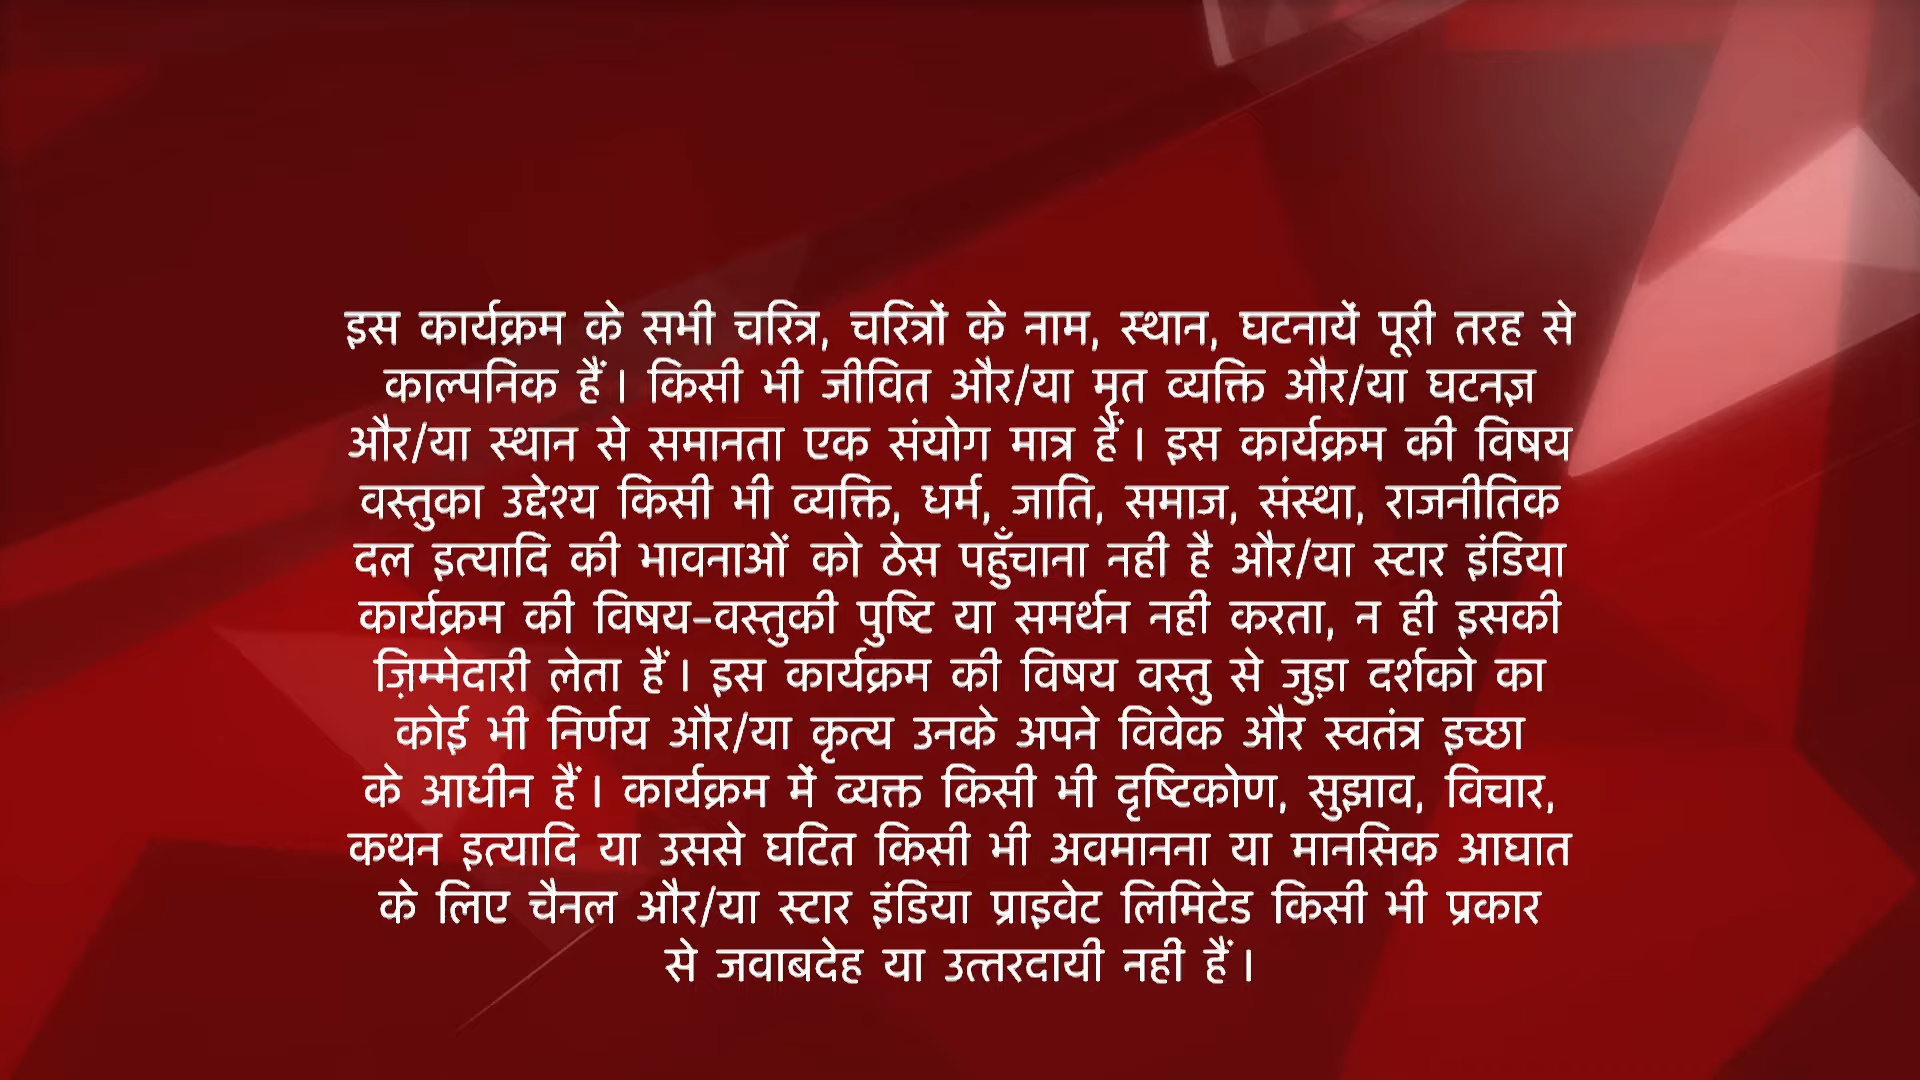 इस कार्यक्रम के सभी चरित्र, चरित्रों के नाम, स्थान, घटनायें पूरी तरह से
काल्पनिक हैं। किसी भी जीवित और/या मृत व्यक्ति और/या घटनज्ञ
और/या स्थान से समानता एक संयोग मात्र हैं। इस कार्यक्रम की विषय
वस्तुका उद्देश्य किसी भी व्यक्ति, धर्म, जाति, समाज, संस्था, राजनीतिक
दल इत्यादि की भावनाओं को ठेस पहुँचाना नही है और/या स्टार इंडिया
कार्यक्रम की विषय-वस्तुकी पुष्टि या समर्थन नही करता, न ही इसकी
ज़िम्मेदारी लेता हैं। इस कार्यक्रम की विषय वस्तु से जुड़ा दर्शको का
कोई भी निर्णय और/या कृत्य उनके अपने विवेक और स्वतंत्र इच्छा
के आधीन हैं। कार्यक्रम में व्यक्त किसी भी दृष्टिकोण, सुझाव, विचार,
कथन इत्यादि या उससे घटित किसी भी अवमानना या मानसिक आघात
के लिए चैनल और/या स्टार इंडिया प्राइवेट लिमिटेड किसी भी प्रकार
से जवाबदेह या उत्तरदायी नही हैं।